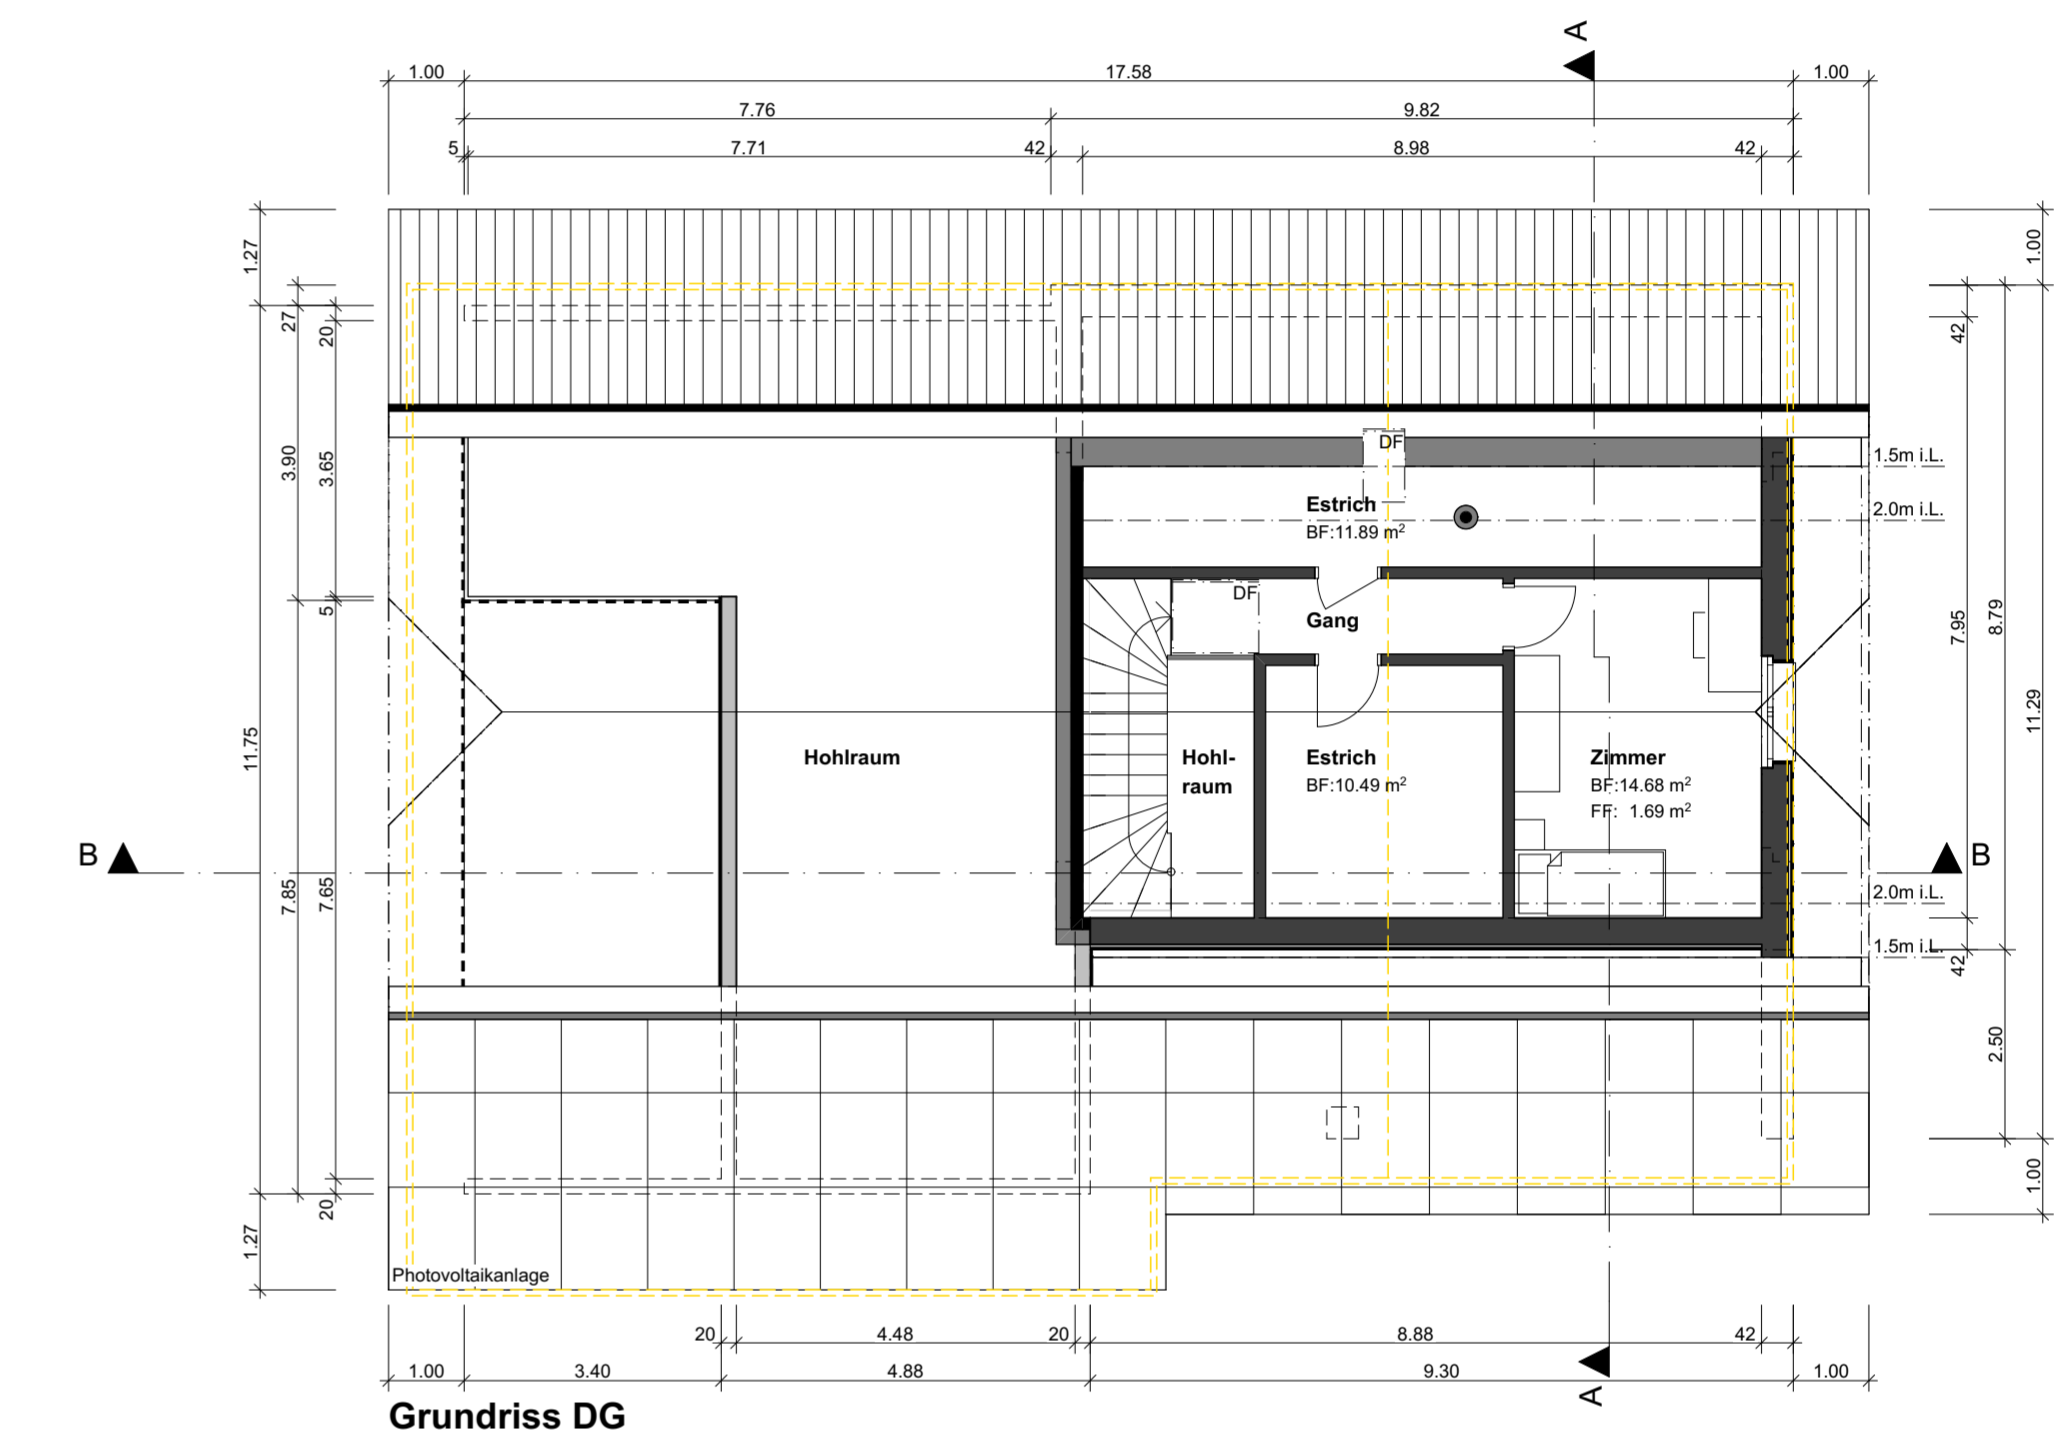 A
1.00 17.58 1.00
7.76 9.82
5 7.71 42 8.98 42
1.27
1.00
27
20
42
DF
1.5m i.L.
3.90
3.65
Estrich
2.0m i.L.
BF:11.89 m²
DF
5
Gang
7.95
8.79
11.29
11.75
Hohlraum
Hohl-
raum
Estrich
BF:10.49 m²
Zimmer
BF:14.68 m²
FF: 1.69 m²
B
B
7.85
7.65
2.0m i.L.
1.5m i.L.
42
2.50
1.00
20
1.27
Photovoltaikanlage
20 4.48 20 8.88 42
1.00 3.40 4.88 9.30 1.00
A
Grundriss DG